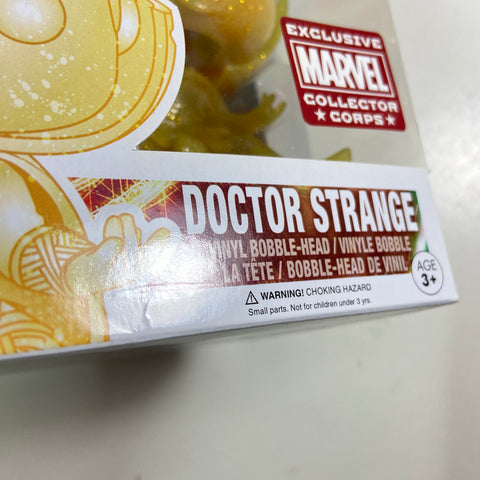 EXCLUSIVE
MARVEL
COLLECTOR
★ CORPS ★
DOCTOR STRANGE
VINYL BOBBLE-HEAD / VINYLE BOBBLE
LA TÊTE / BOBBLE-HEAD DE VINIL
AGE
3+
⚠ WARNING! CHOKING HAZARD
Small parts. Not for children under 3 yrs.